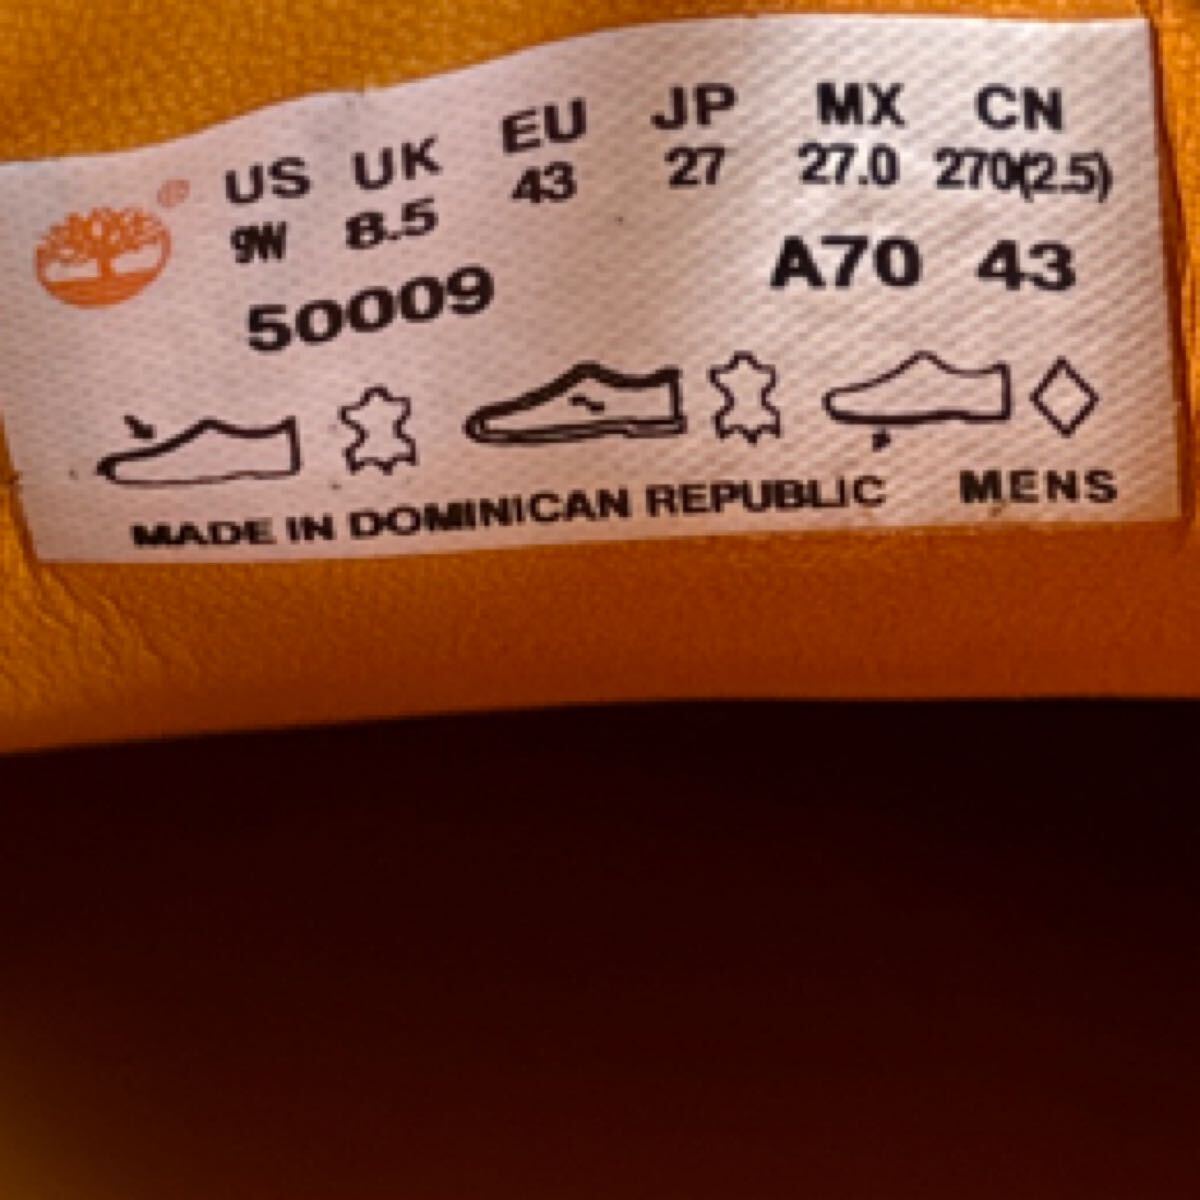 US UK EU JP MX CN
9W 8.5 43 27 27.0 270(2.5)
50009 A70 43
MADE IN DOMINICAN REPUBLIC MENS